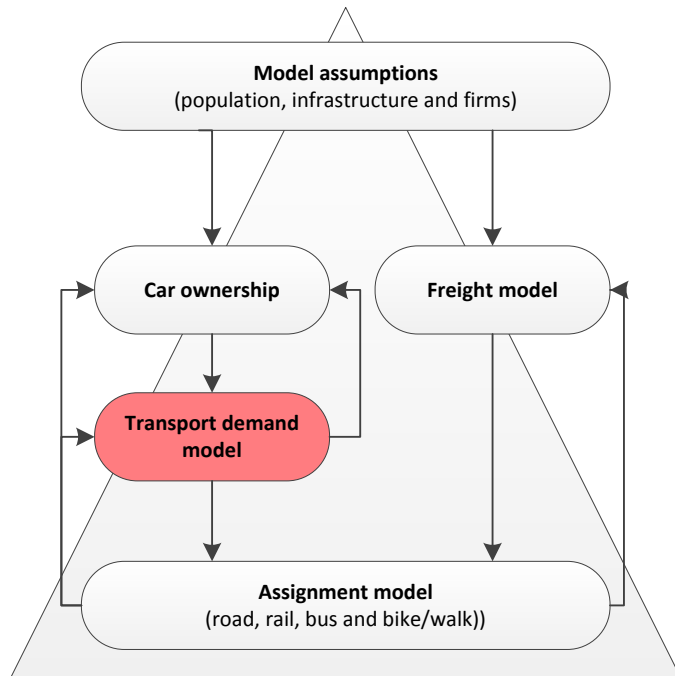 Model assumptions
(population, infrastructure and firms)
Car ownership
Freight model
Transport demand
model
Assignment model
(road, rail, bus and bike/walk))